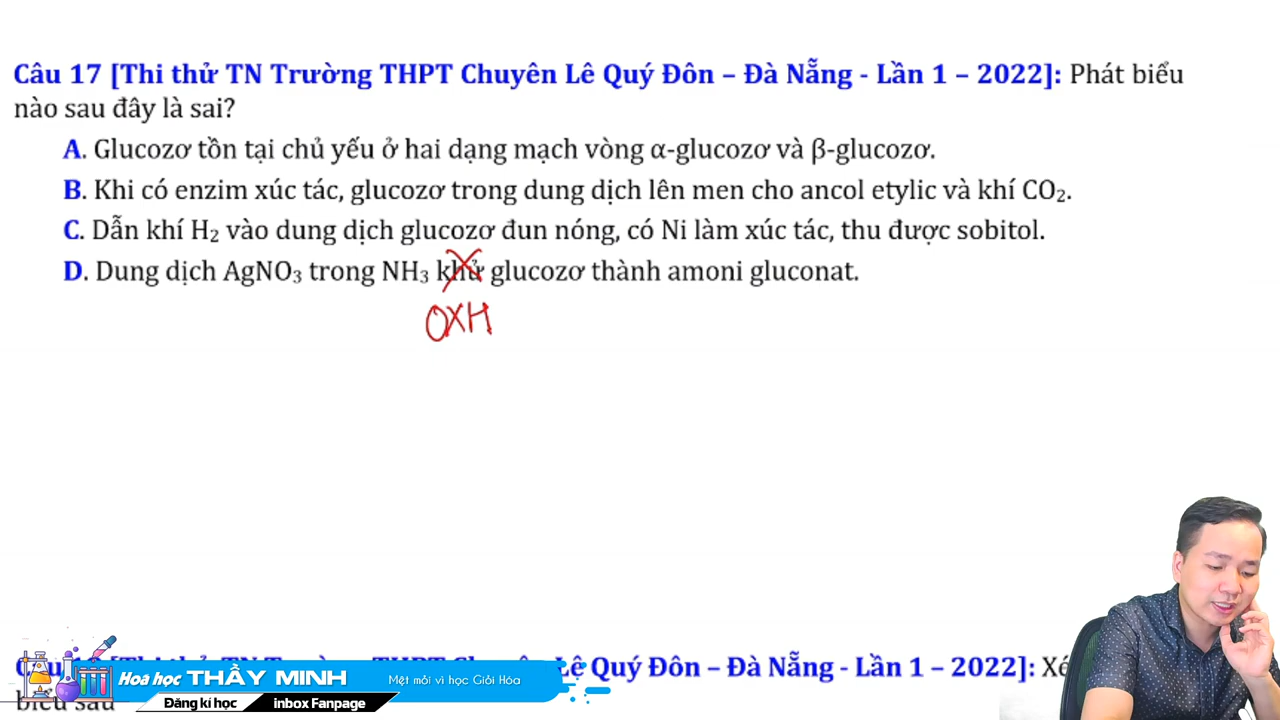 Câu 17 [Thi thử TN Trường THPT Chuyên Lê Quý Đôn – Đà Nẵng - Lần 1 – 2022]: Phát biểu
nào sau đây là sai?
A. Glucozơ tồn tại chủ yếu ở hai dạng mạch vòng α-glucozơ và β-glucozơ.
B. Khi có enzim xúc tác, glucozơ trong dung dịch lên men cho ancol etylic và khí CO₂.
C. Dẫn khí H₂ vào dung dịch glucozơ đun nóng, có Ni làm xúc tác, thu được sobitol.
D. Dung dịch AgNO₃ trong NH₃ khử glucozơ thành amoni gluconat.
OXH
Lê Quý Đôn – Đà Nẵng - Lần 1 – 2022]: Xé
biểu sau
Hoá học THẦY MINH
Mệt mỏi vì học Giỏi Hóa
Đăng kí học inbox Fanpage